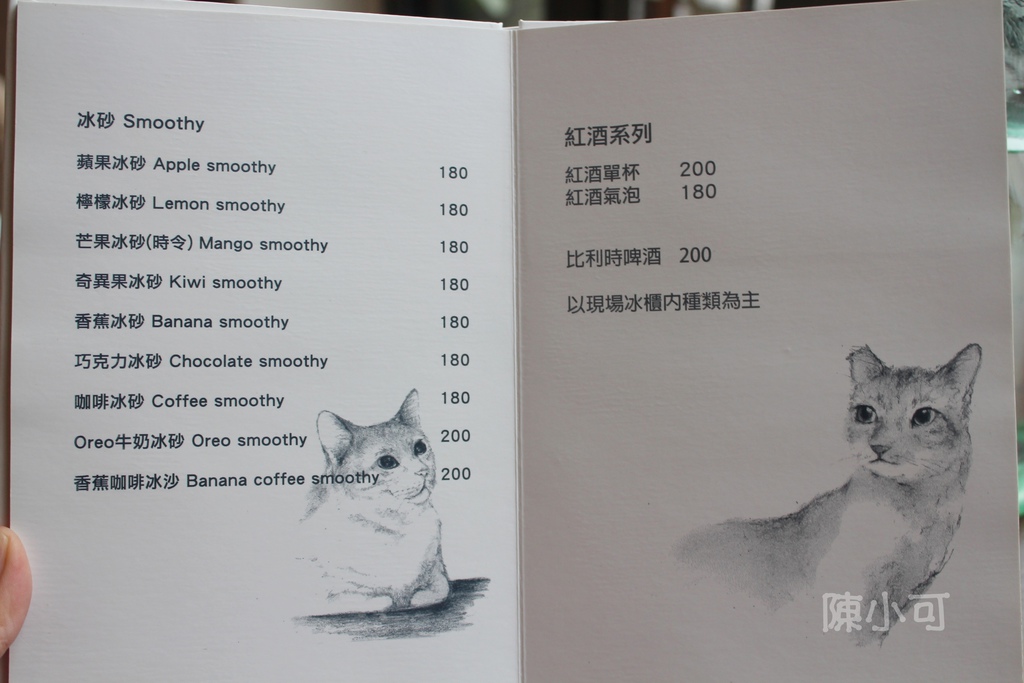 冰砂 Smoothy
蘋果冰砂 Apple smoothy 180
檸檬冰砂 Lemon smoothy 180
芒果冰砂(時令) Mango smoothy 180
奇異果冰砂 Kiwi smoothy 180
香蕉冰砂 Banana smoothy 180
巧克力冰砂 Chocolate smoothy 180
咖啡冰砂 Coffee smoothy 180
Oreo牛奶冰砂 Oreo smoothy 200
香蕉咖啡冰沙 Banana coffee smoothy 200
紅酒系列
紅酒單杯 200
紅酒氣泡 180
比利時啤酒 200
以現場冰櫃內種類為主
陳小可